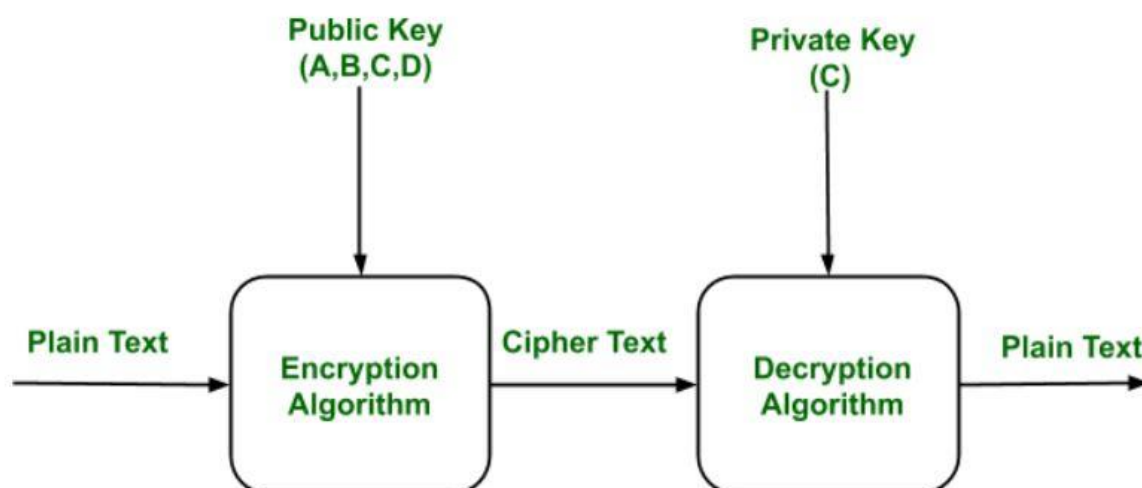 Public Key
(A,B,C,D)
Private Key
(C)
Plain Text
Encryption
Algorithm
Cipher Text
Decryption
Algorithm
Plain Text